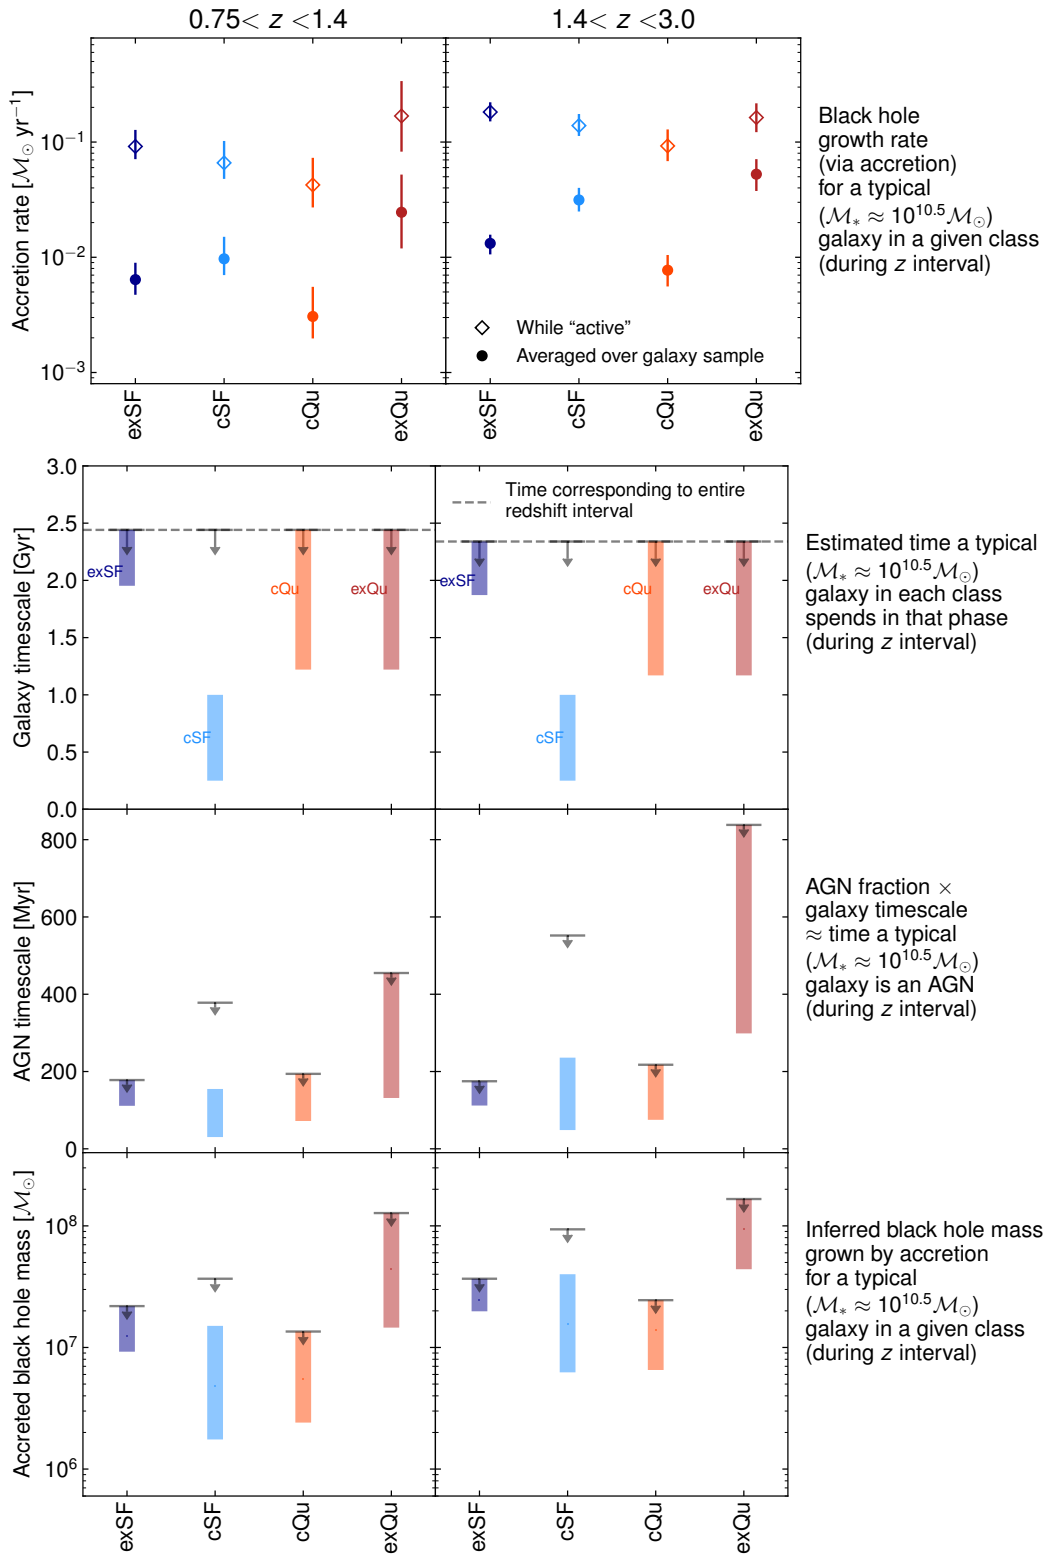 0.75< z <1.4
1.4< z <3.0
Accretion rate [ℳ⊙ yr⁻¹]
10⁻¹
10⁻²
10⁻³
While “active”
Averaged over galaxy sample
exSF
cSF
cQu
exQu
exSF
cSF
cQu
exQu
Black hole
growth rate
(via accretion)
for a typical
(ℳ∗ ≈ 10^10.5 ℳ⊙)
galaxy in a given class
(during z interval)
Galaxy timescale [Gyr]
3.0
2.5
2.0
1.5
1.0
0.5
0.0
exSF
cSF
cQu
exQu
Time corresponding to entire
redshift interval
exSF
cSF
cQu
exQu
Estimated time a typical
(ℳ∗ ≈ 10^10.5 ℳ⊙)
galaxy in each class
spends in that phase
(during z interval)
AGN timescale [Myr]
800
600
400
200
0
AGN fraction ×
galaxy timescale
≈ time a typical
(ℳ∗ ≈ 10^10.5 ℳ⊙)
galaxy is an AGN
(during z interval)
Accreted black hole mass [ℳ⊙]
10⁸
10⁷
10⁶
exSF
cSF
cQu
exQu
exSF
cSF
cQu
exQu
Inferred black hole mass
grown by accretion
for a typical
(ℳ∗ ≈ 10^10.5 ℳ⊙)
galaxy in a given class
(during z interval)